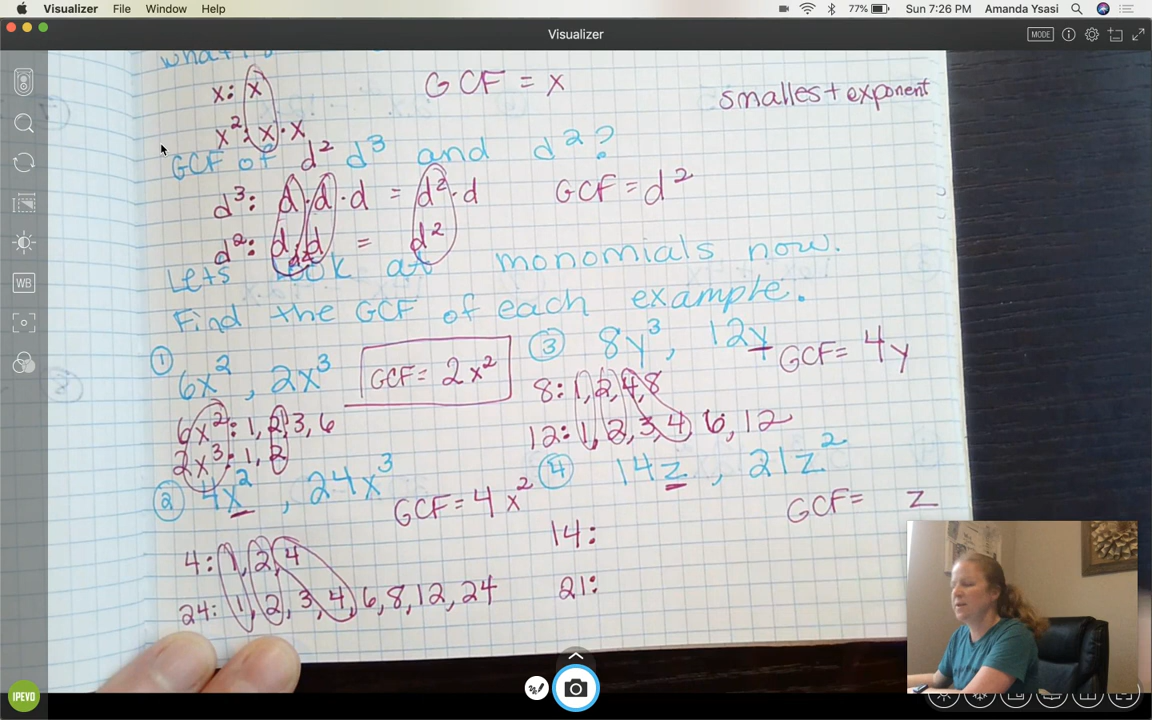 Visualizer File Window Help 77% Sun 7:26 PM Amanda Ysasi
Visualizer
MODE
x: x
GCF = x
smallest exponent
x²: x · x
GCF of d² d³ and d²?
d³: d · d · d = d² · d
GCF = d²
d²: d · d = d²
Lets look at monomials now.
Find the GCF of each example.
① 6x², 2x³
GCF = 2x²
6x²: 1, 2, 3, 6
2x³: 1, 2
② 4x², 24x³
GCF = 4x²
4: 1, 2, 4
24: 1, 2, 3, 4, 6, 8, 12, 24
③ 8y³, 12y
GCF = 4y
8: 1, 2, 4, 8
12: 1, 2, 3, 4, 6, 12
④ 14z, 21z²
GCF = z
14:
21:
WB
IPEVO